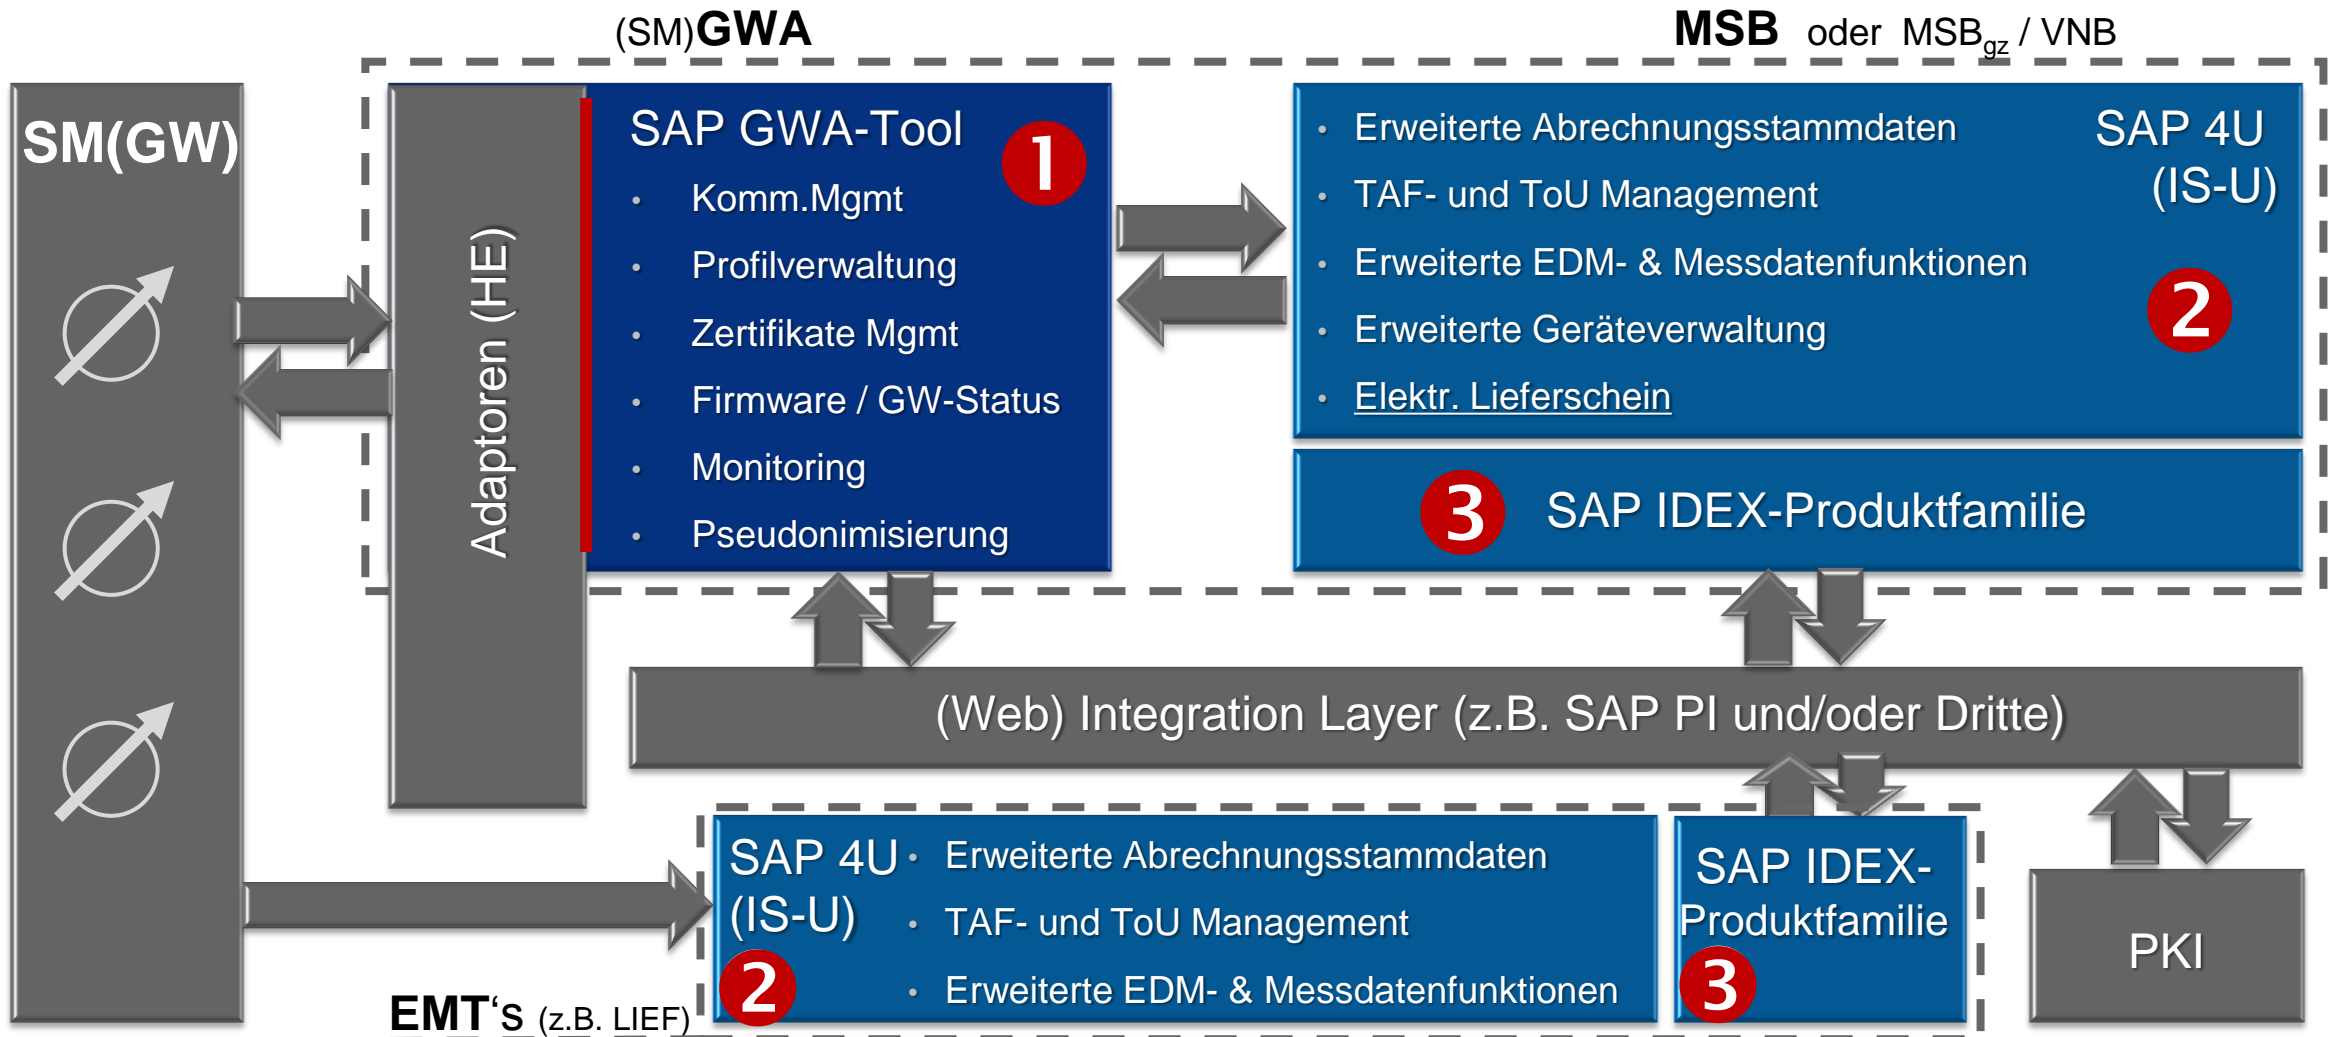 (SM)GWA
MSB oder MSBgz / VNB
SM(GW)
Adaptoren (HE)
SAP GWA-Tool
1
• Komm.Mgmt
• Profilverwaltung
• Zertifikate Mgmt
• Firmware / GW-Status
• Monitoring
• Pseudonimisierung
• Erweiterte Abrechnungsstammdaten
• TAF- und ToU Management
• Erweiterte EDM- & Messdatenfunktionen
• Erweiterte Geräteverwaltung
• Elektr. Lieferschein
SAP 4U
(IS-U)
2
3
SAP IDEX-Produktfamilie
(Web) Integration Layer (z.B. SAP PI und/oder Dritte)
SAP 4U
(IS-U)
2
• Erweiterte Abrechnungsstammdaten
• TAF- und ToU Management
• Erweiterte EDM- & Messdatenfunktionen
SAP IDEX-
Produktfamilie
3
PKI
EMT‘s (z.B. LIEF)